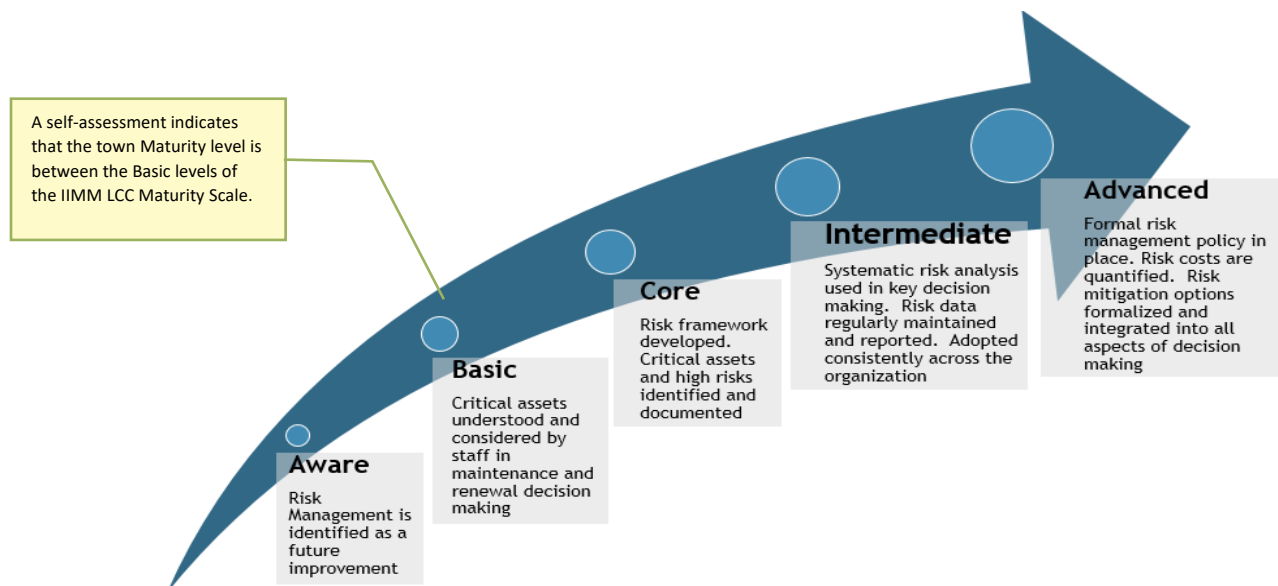 A self-assessment indicates
that the town Maturity level is
between the Basic levels of
the IIMM LCC Maturity Scale.
Aware
Risk
Management is
identified as a
future
improvement
Basic
Critical assets
understood and
considered by
staff in
maintenance and
renewal decision
making
Core
Risk framework
developed.
Critical assets
and high risks
identified and
documented
Intermediate
Systematic risk analysis
used in key decision
making. Risk data
regularly maintained
and reported. Adopted
consistently across the
organization
Advanced
Formal risk
management policy in
place. Risk costs are
quantified. Risk
mitigation options
formalized and
integrated into all
aspects of decision
making